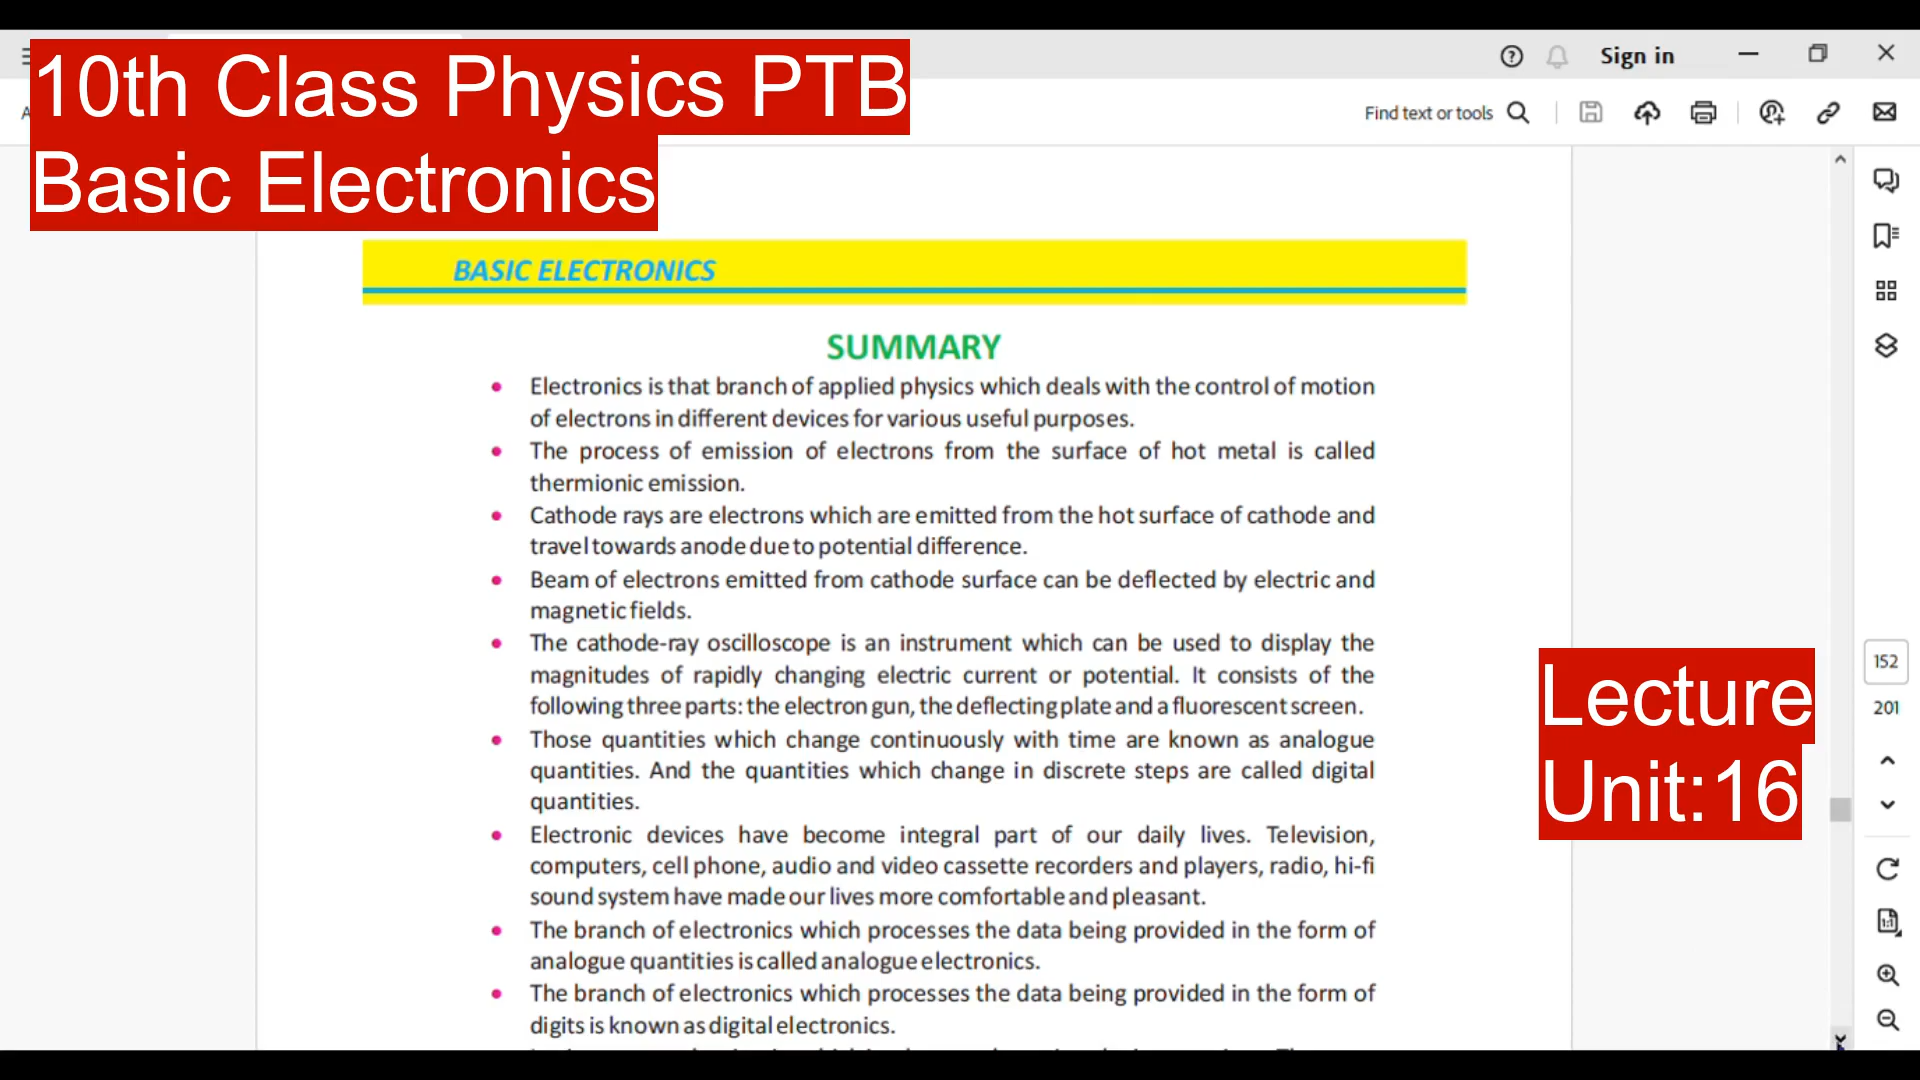 10th Class Physics PTB
Basic Electronics
Sign in
Find text or tools
BASIC ELECTRONICS
SUMMARY
• Electronics is that branch of applied physics which deals with the control of motion
of electrons in different devices for various useful purposes.
• The process of emission of electrons from the surface of hot metal is called
thermionic emission.
• Cathode rays are electrons which are emitted from the hot surface of cathode and
travel towards anode due to potential difference.
• Beam of electrons emitted from cathode surface can be deflected by electric and
magnetic fields.
• The cathode-ray oscilloscope is an instrument which can be used to display the
magnitudes of rapidly changing electric current or potential. It consists of the
following three parts: the electron gun, the deflecting plate and a fluorescent screen.
• Those quantities which change continuously with time are known as analogue
quantities. And the quantities which change in discrete steps are called digital
quantities.
• Electronic devices have become integral part of our daily lives. Television,
computers, cell phone, audio and video cassette recorders and players, radio, hi-fi
sound system have made our lives more comfortable and pleasant.
• The branch of electronics which processes the data being provided in the form of
analogue quantities is called analogue electronics.
• The branch of electronics which processes the data being provided in the form of
digits is known as digital electronics.
Lecture
Unit:16
152
201
1:1